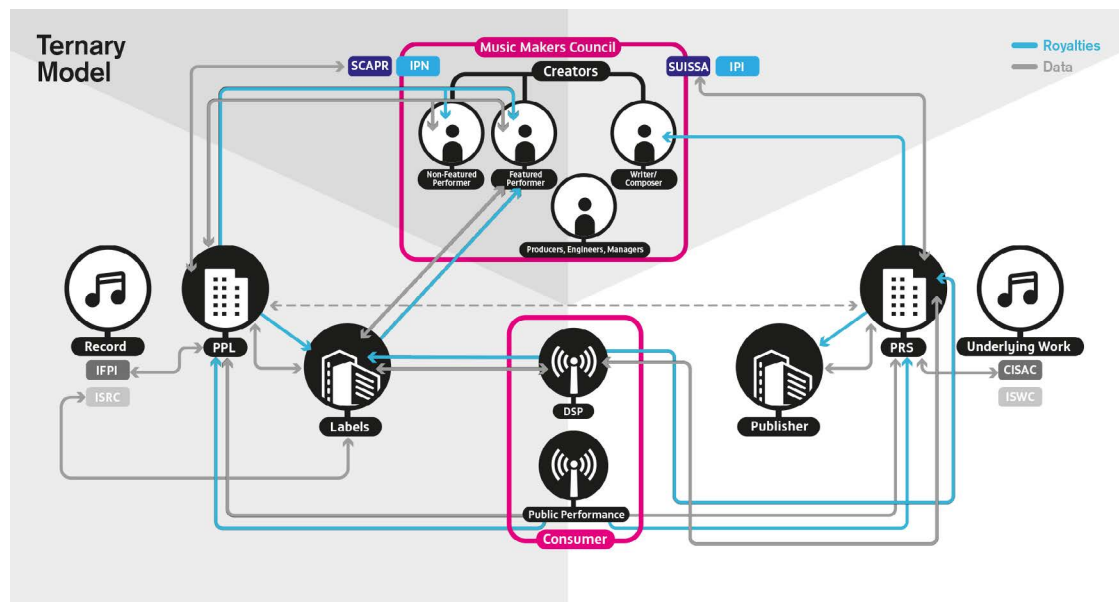 Ternary
Model
Music Makers Council
SCAPR
IPN
Creators
SUISSA
IPI
Royalties
Data
Non-Featured
Performer
Featured
Performer
Writer/
Composer
Producers, Engineers, Managers
Record
PPL
IFPI
ISRC
Labels
DSP
Public Performance
Consumer
Publisher
PRS
Underlying Work
CISAC
ISWC